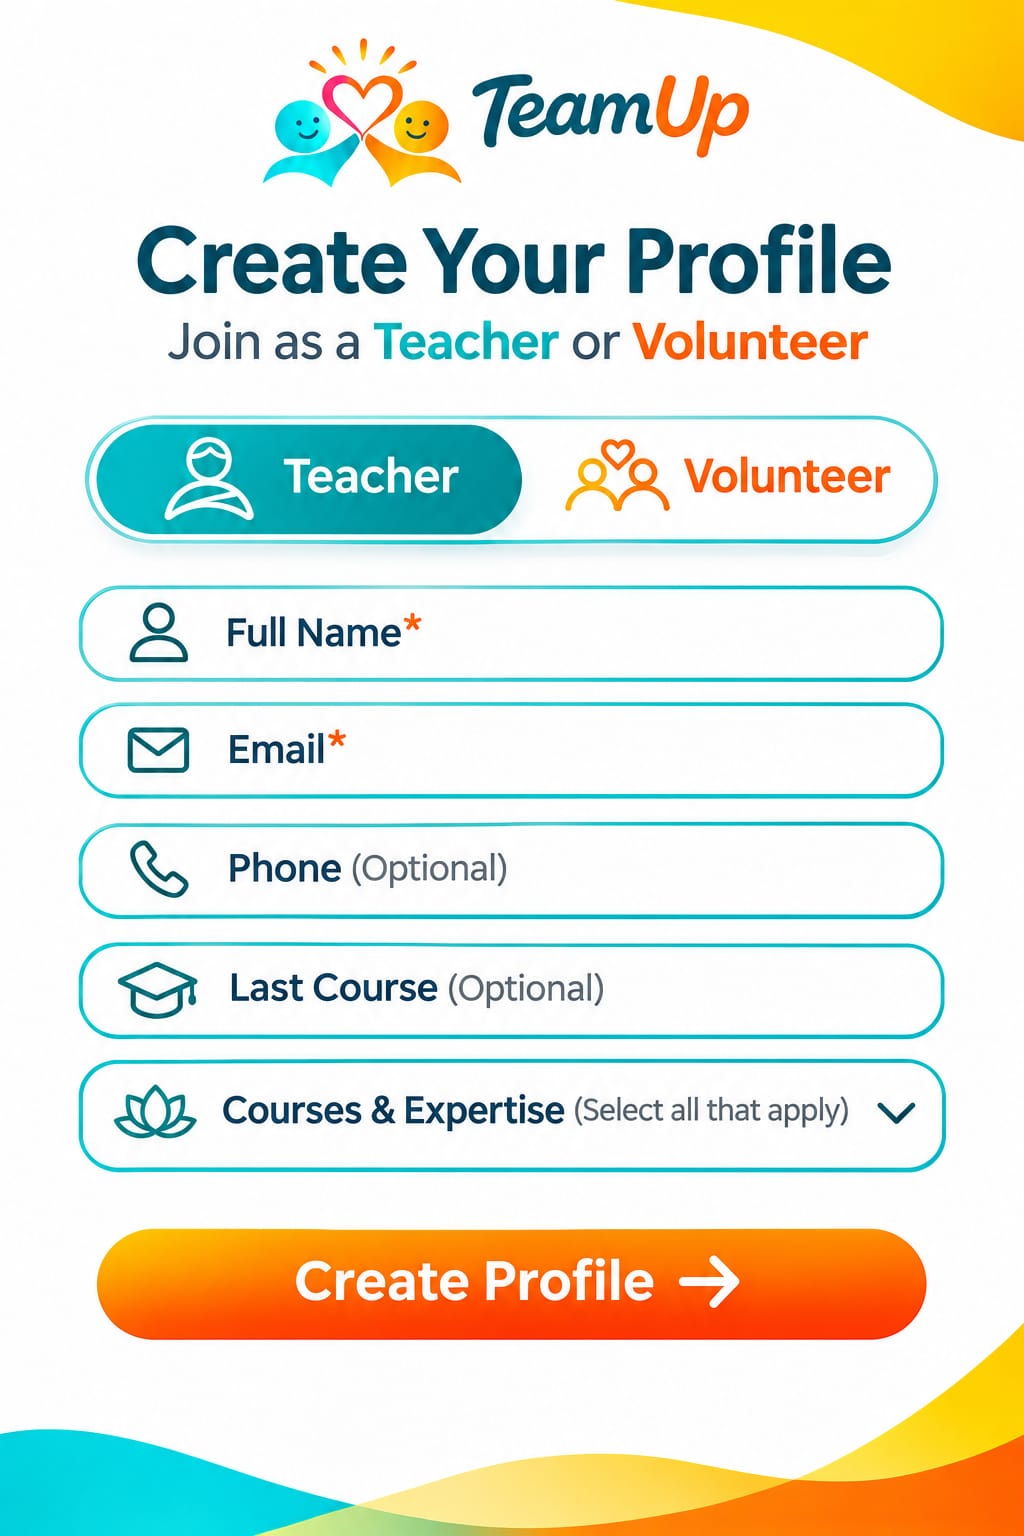 TeamUp
Create Your Profile
Join as a Teacher or Volunteer
Teacher
Volunteer
Full Name*
Email*
Phone (Optional)
Last Course (Optional)
Courses & Expertise (Select all that apply)
Create Profile →